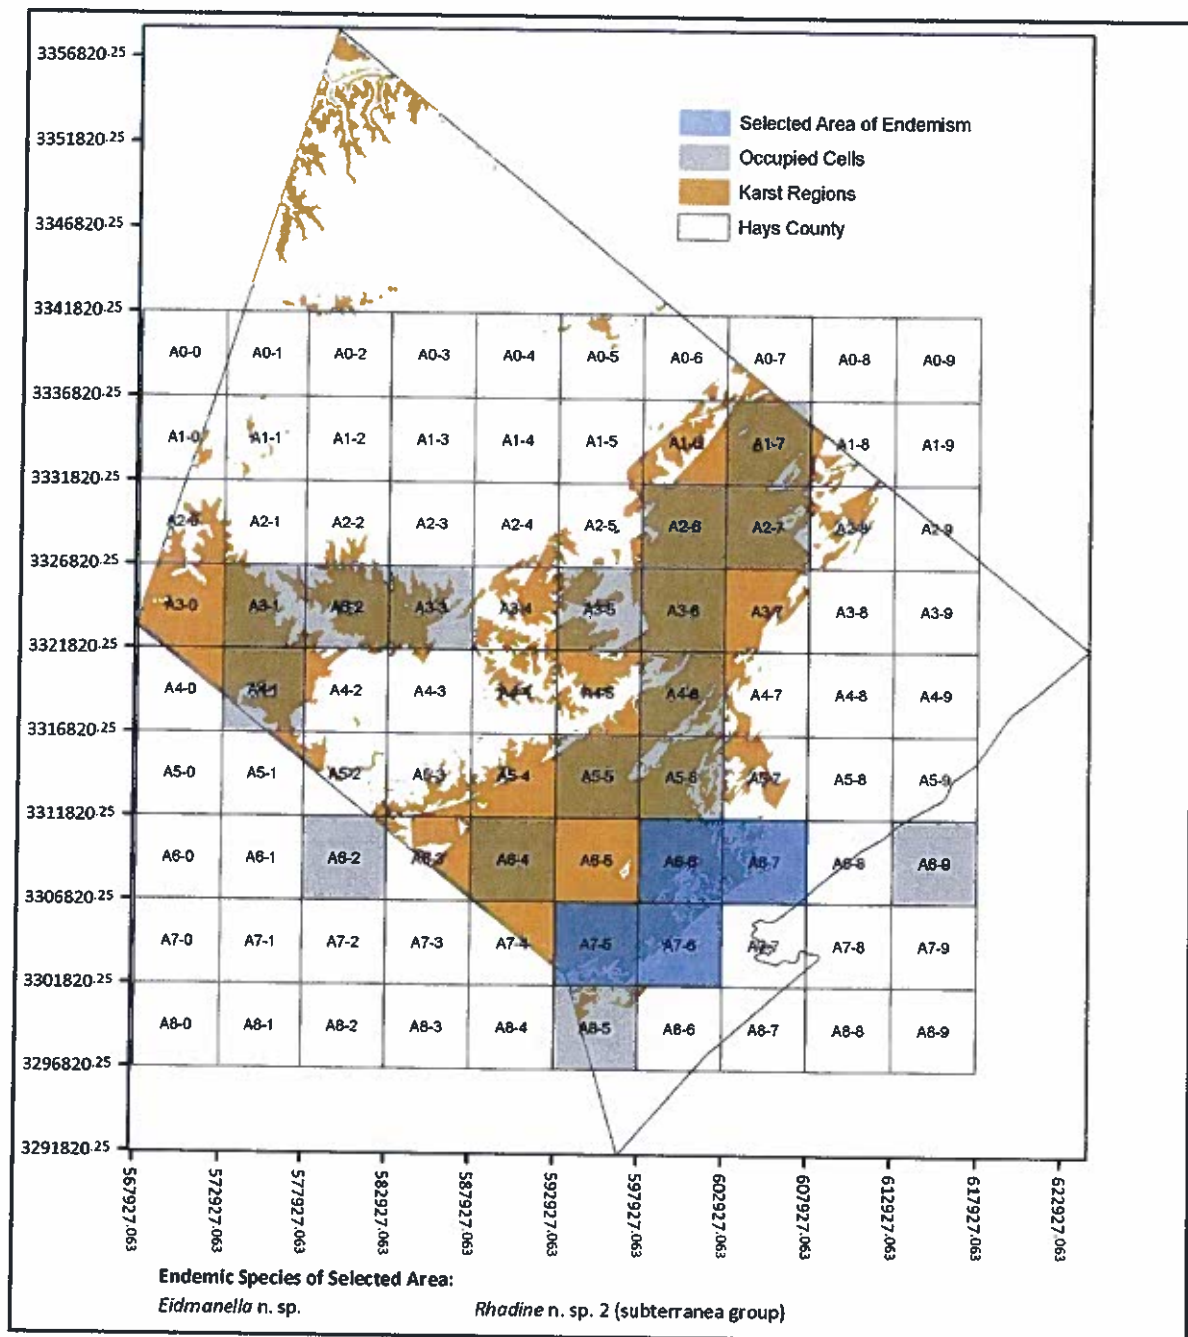 3356820.25
3351820.25
3346820.25
3341820.25
3336820.25
3331820.25
3326820.25
3321820.25
3316820.25
3311820.25
3306820.25
3301820.25
3296820.25
3291820.25
Selected Area of Endemism
Occupied Cells
Karst Regions
Hays County
A0-0 A0-1 A0-2 A0-3 A0-4 A0-5 A0-6 A0-7 A0-8 A0-9
A1-0 A1-1 A1-2 A1-3 A1-4 A1-5 A1-6 A1-7 A1-8 A1-9
A2-0 A2-1 A2-2 A2-3 A2-4 A2-5 A2-6 A2-7 A2-8 A2-9
A3-0 A3-1 A3-2 A3-3 A3-4 A3-5 A3-6 A3-7 A3-8 A3-9
A4-0 A4-1 A4-2 A4-3 A4-4 A4-5 A4-6 A4-7 A4-8 A4-9
A5-0 A5-1 A5-2 A5-3 A5-4 A5-5 A5-6 A5-7 A5-8 A5-9
A6-0 A6-1 A6-2 A6-3 A6-4 A6-5 A6-6 A6-7 A6-8 A6-9
A7-0 A7-1 A7-2 A7-3 A7-4 A7-5 A7-6 A7-7 A7-8 A7-9
A8-0 A8-1 A8-2 A8-3 A8-4 A8-5 A8-6 A8-7 A8-8 A8-9
567927.063
572927.063
577927.063
582927.063
587927.063
592927.063
597927.063
602927.063
607927.063
612927.063
617927.063
622927.063
Endemic Species of Selected Area:
Eidmanella n. sp. Rhadine n. sp. 2 (subterranea group)